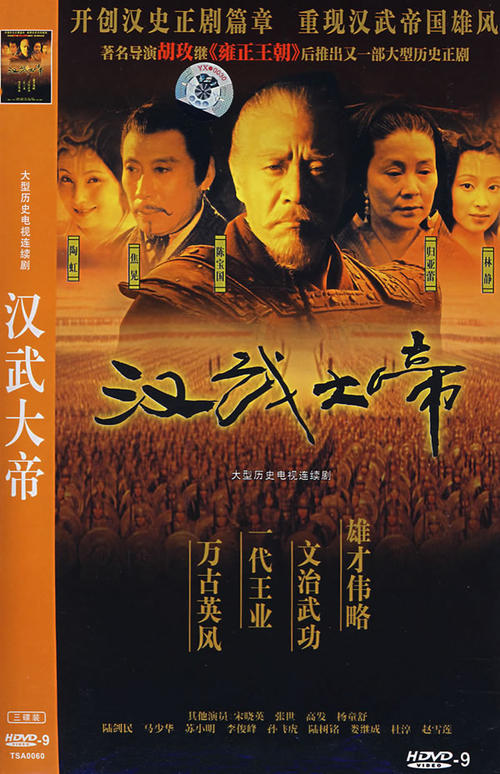 开创汉史正剧篇章 重现汉武帝国雄风
著名导演胡玫继《雍正王朝》后推出又一部大型历史正剧
YX●0030
陶虹
焦晃
陈宝国
归亚蕾
林静
汉武大帝
大型历史电视连续剧
雄才伟略
文治武功
一代王业
万古英风
其他演员:宋晓英 张世 高发 杨童舒
陆剑民 马少华 苏小明 李俊峰 孙飞虎 陆树铭 娄继成 杜淳 赵雪莲
HDVD-9
VIDEO
大型历史电视连续剧
汉武大帝
三碟装
HDVD-9
VIDEO
TSA0060